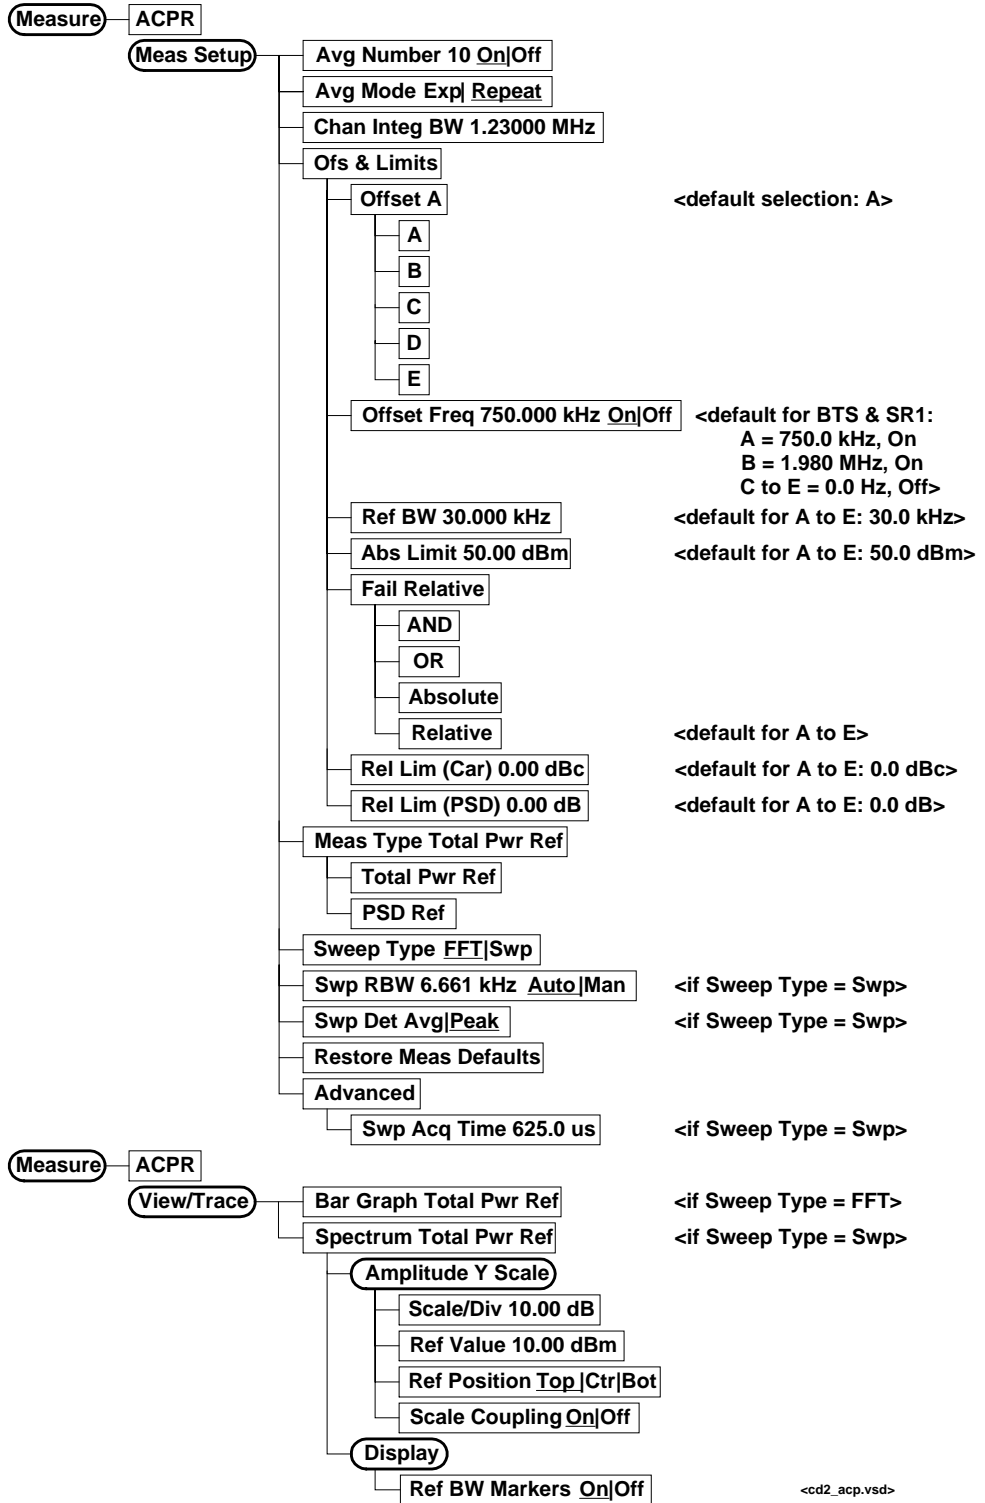 Measure ACPR
Meas Setup Avg Number 10 On|Off
Avg Mode Exp| Repeat
Chan Integ BW 1.23000 MHz
Ofs & Limits
Offset A <default selection: A>
A
B
C
D
E
Offset Freq 750.000 kHz On|Off <default for BTS & SR1:
A = 750.0 kHz, On
B = 1.980 MHz, On
C to E = 0.0 Hz, Off>
Ref BW 30.000 kHz <default for A to E: 30.0 kHz>
Abs Limit 50.00 dBm <default for A to E: 50.0 dBm>
Fail Relative
AND
OR
Absolute
Relative <default for A to E>
Rel Lim (Car) 0.00 dBc <default for A to E: 0.0 dBc>
Rel Lim (PSD) 0.00 dB <default for A to E: 0.0 dB>
Meas Type Total Pwr Ref
Total Pwr Ref
PSD Ref
Sweep Type FFT|Swp
Swp RBW 6.661 kHz Auto|Man <if Sweep Type = Swp>
Swp Det Avg|Peak <if Sweep Type = Swp>
Restore Meas Defaults
Advanced
Swp Acq Time 625.0 us <if Sweep Type = Swp>
Measure ACPR
View/Trace Bar Graph Total Pwr Ref <if Sweep Type = FFT>
Spectrum Total Pwr Ref <if Sweep Type = Swp>
Amplitude Y Scale
Scale/Div 10.00 dB
Ref Value 10.00 dBm
Ref Position Top|Ctr|Bot
Scale Coupling On|Off
Display
Ref BW Markers On|Off <cd2_acp.vsd>